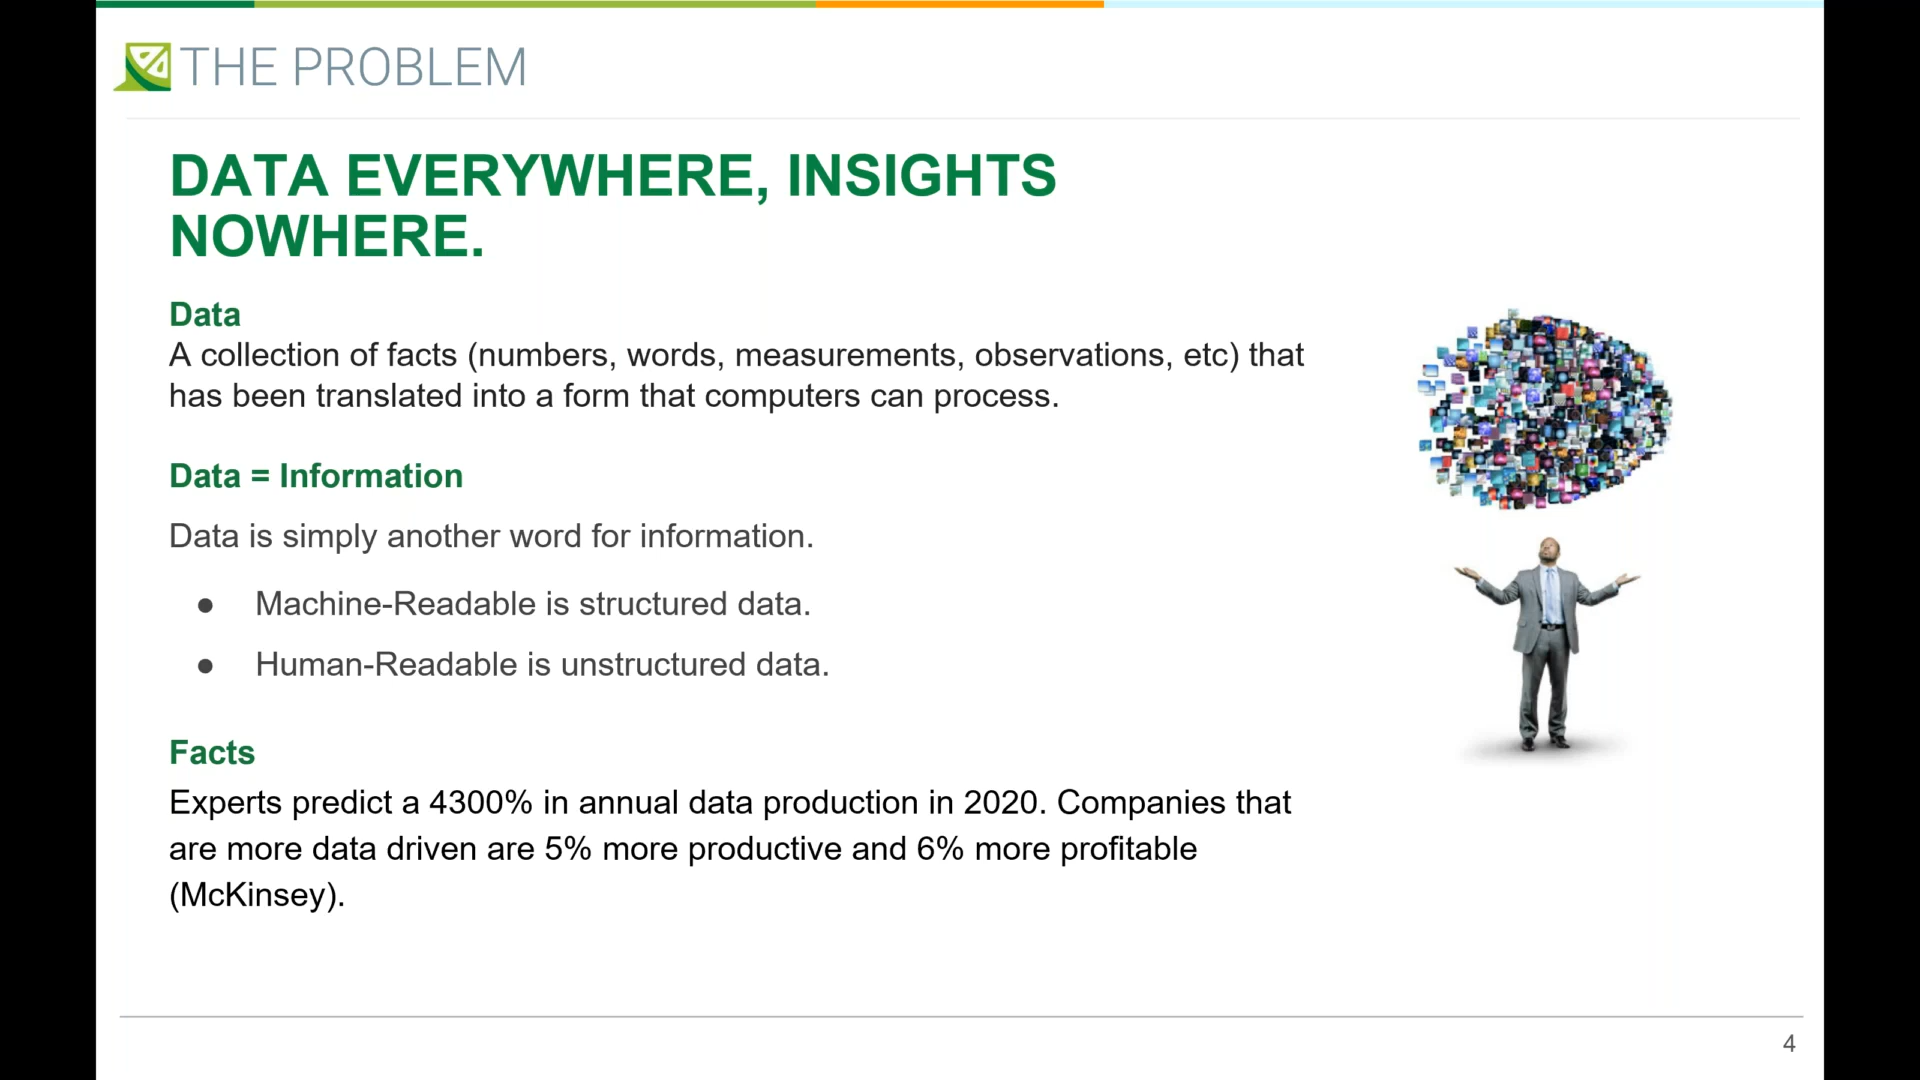 THE PROBLEM
DATA EVERYWHERE, INSIGHTS
NOWHERE.
Data
A collection of facts (numbers, words, measurements, observations, etc) that
has been translated into a form that computers can process.
Data = Information
Data is simply another word for information.
● Machine-Readable is structured data.
● Human-Readable is unstructured data.
Facts
Experts predict a 4300% in annual data production in 2020. Companies that
are more data driven are 5% more productive and 6% more profitable
(McKinsey).
4